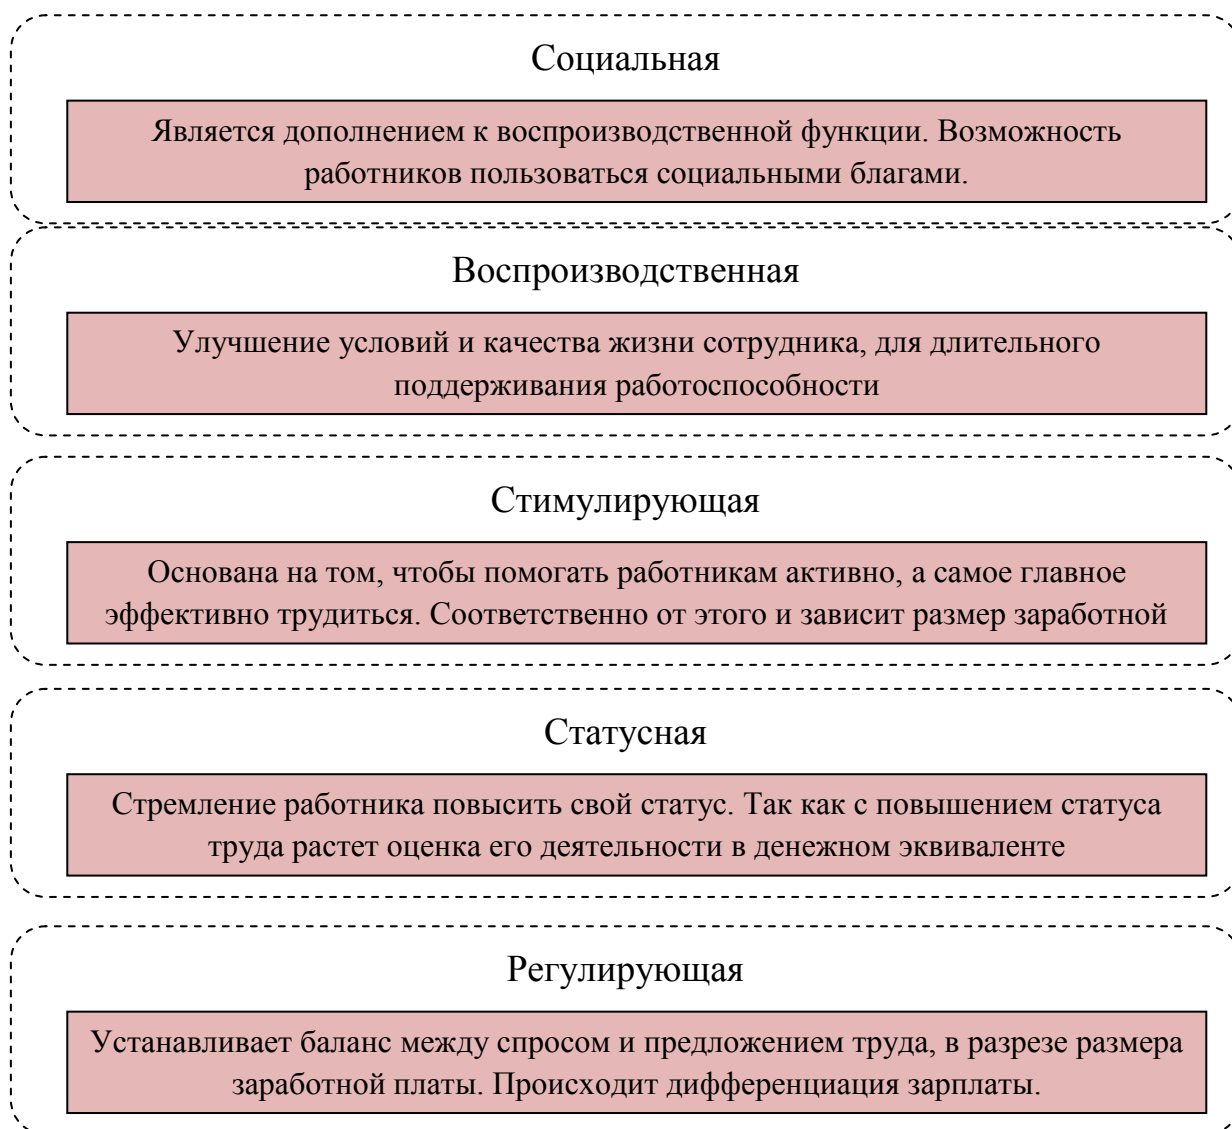 Социальная
Является дополнением к воспроизводственной функции. Возможность
работников пользоваться социальными благами.
Воспроизводственная
Улучшение условий и качества жизни сотрудника, для длительного
поддерживания работоспособности
Стимулирующая
Основана на том, чтобы помогать работникам активно, а самое главное
эффективно трудиться. Соответственно от этого и зависит размер заработной
Статусная
Стремление работника повысить свой статус. Так как с повышением статуса
труда растет оценка его деятельности в денежном эквиваленте
Регулирующая
Устанавливает баланс между спросом и предложением труда, в разрезе размера
заработной платы. Происходит дифференциация зарплаты.